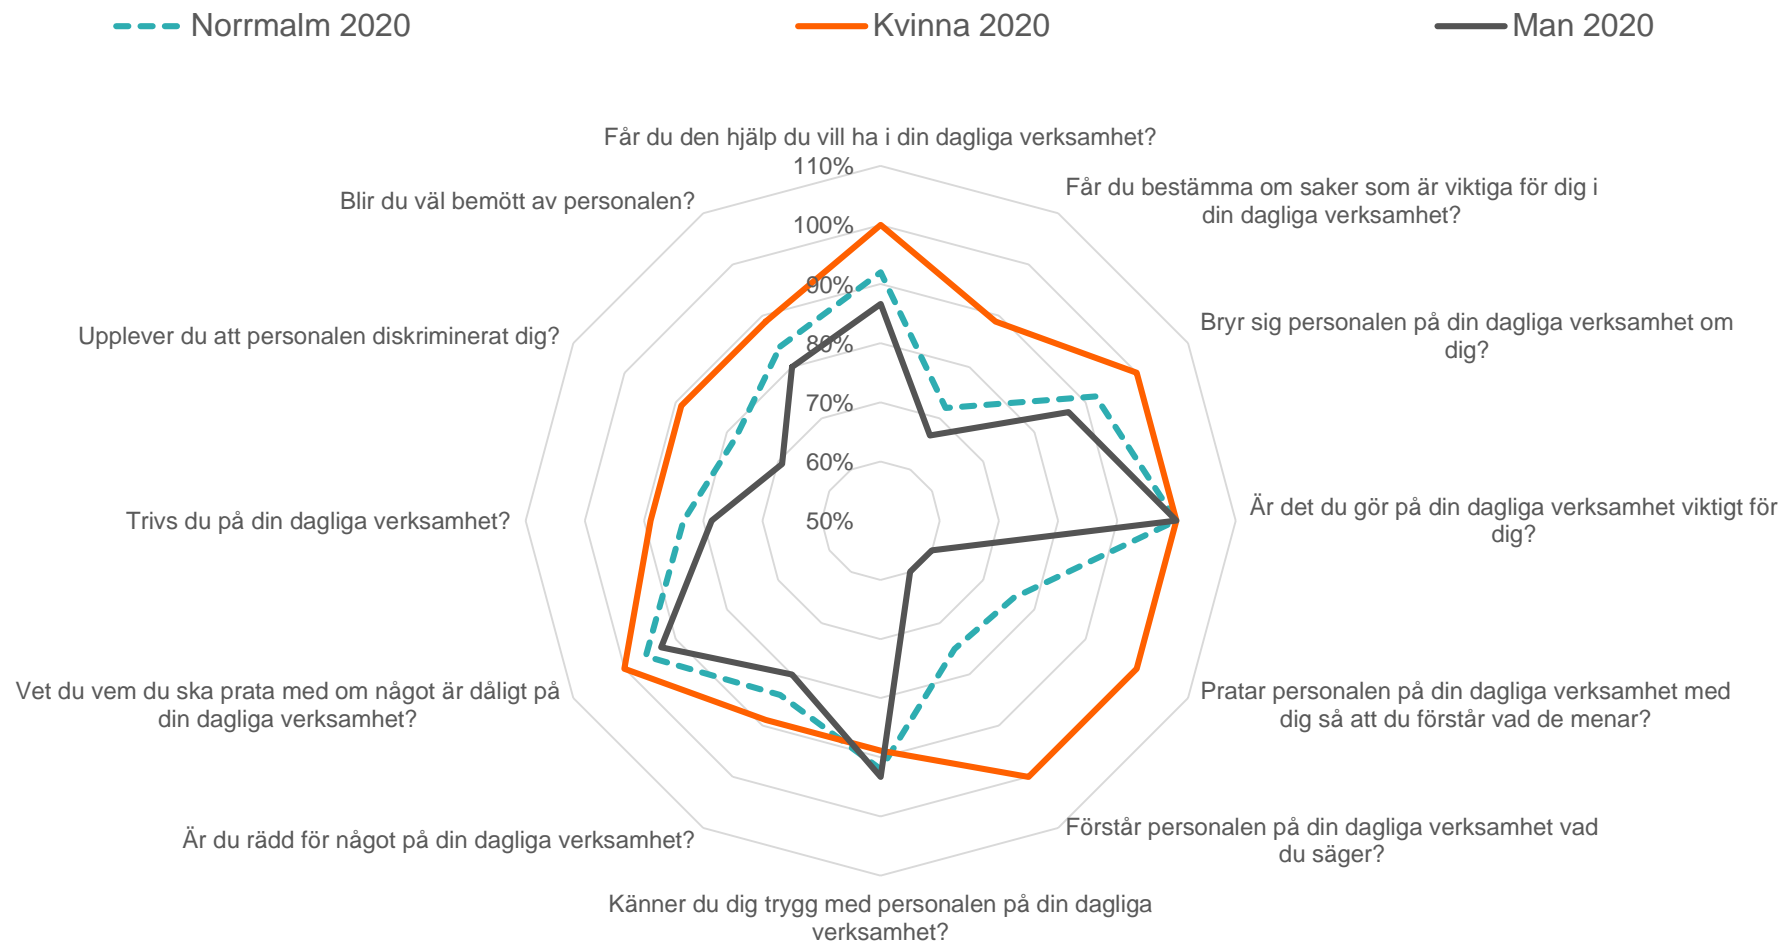 Norrmalm 2020
Kvinna 2020
Man 2020
Får du den hjälp du vill ha i din dagliga verksamhet?
110%
100%
90%
80%
70%
60%
50%
Får du bestämma om saker som är viktiga för dig i
din dagliga verksamhet?
Bryr sig personalen på din dagliga verksamhet om
dig?
Är det du gör på din dagliga verksamhet viktigt för
dig?
Pratar personalen på din dagliga verksamhet med
dig så att du förstår vad de menar?
Förstår personalen på din dagliga verksamhet vad
du säger?
Känner du dig trygg med personalen på din dagliga
verksamhet?
Är du rädd för något på din dagliga verksamhet?
Vet du vem du ska prata med om något är dåligt på
din dagliga verksamhet?
Trivs du på din dagliga verksamhet?
Upplever du att personalen diskriminerat dig?
Blir du väl bemött av personalen?